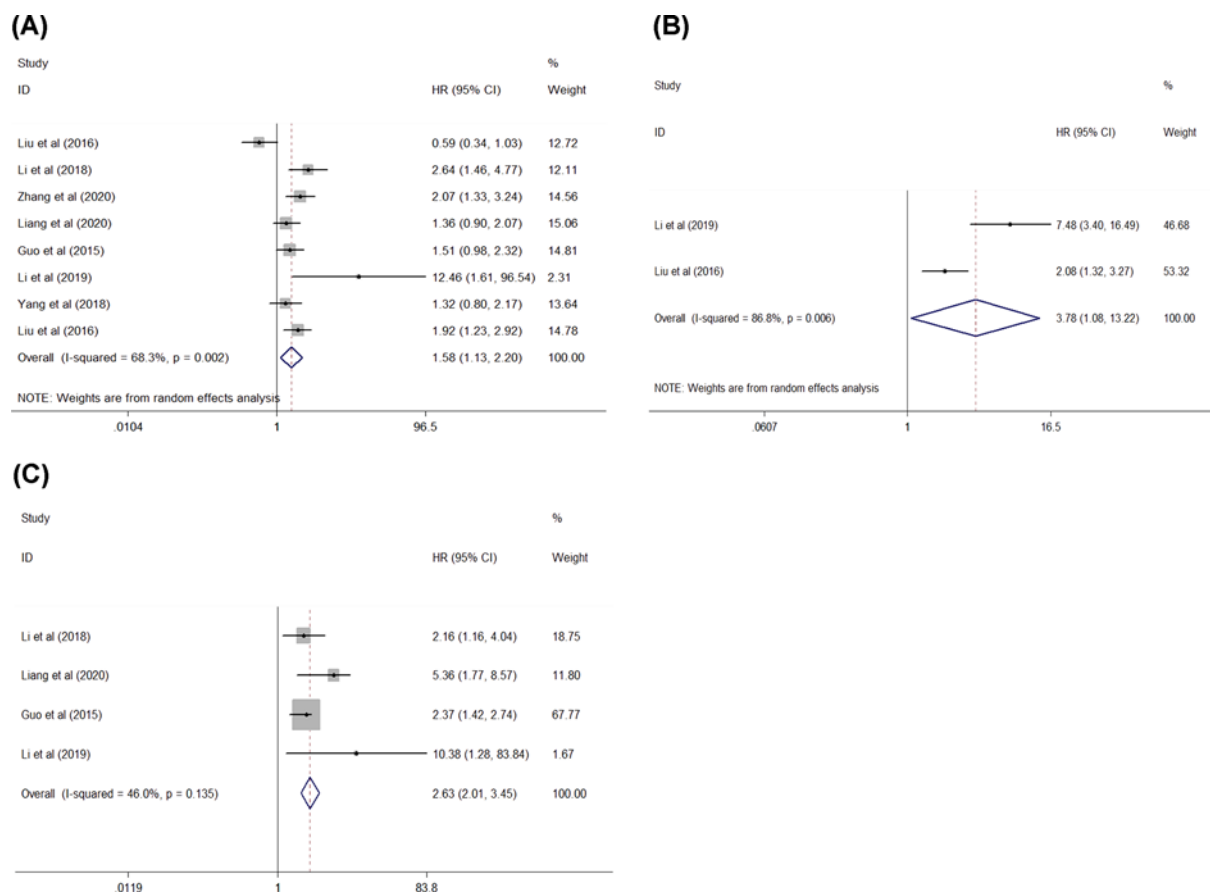 (A)
Study %
ID HR (95% CI) Weight
Liu et al (2016) 0.59 (0.34, 1.03) 12.72
Li et al (2018) 2.64 (1.46, 4.77) 12.11
Zhang et al (2020) 2.07 (1.33, 3.24) 14.56
Liang et al (2020) 1.36 (0.90, 2.07) 15.06
Guo et al (2015) 1.51 (0.98, 2.32) 14.81
Li et al (2019) 12.46 (1.61, 96.54) 2.31
Yang et al (2018) 1.32 (0.80, 2.17) 13.64
Liu et al (2016) 1.92 (1.23, 2.92) 14.78
Overall (I-squared = 68.3%, p = 0.002) 1.58 (1.13, 2.20) 100.00
NOTE: Weights are from random effects analysis
.0104 1 96.5
(B)
Study %
ID HR (95% CI) Weight
Li et al (2019) 7.48 (3.40, 16.49) 46.68
Liu et al (2016) 2.08 (1.32, 3.27) 53.32
Overall (I-squared = 86.8%, p = 0.006) 3.78 (1.08, 13.22) 100.00
NOTE: Weights are from random effects analysis
.0607 1 16.5
(C)
Study %
ID HR (95% CI) Weight
Li et al (2018) 2.16 (1.16, 4.04) 18.75
Liang et al (2020) 5.36 (1.77, 8.57) 11.80
Guo et al (2015) 2.37 (1.42, 2.74) 67.77
Li et al (2019) 10.38 (1.28, 83.84) 1.67
Overall (I-squared = 46.0%, p = 0.135) 2.63 (2.01, 3.45) 100.00
.0119 1 83.8